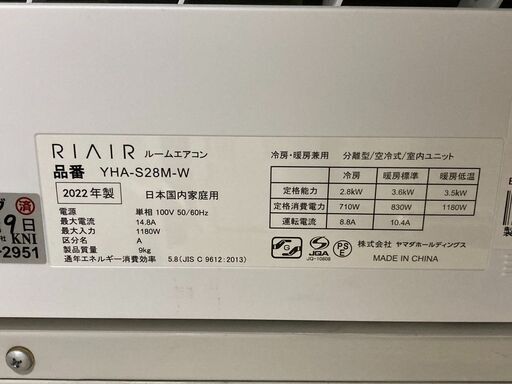 RIAIR ルームエアコン
品番 YHA-S28M-W
2022年製 日本国内家庭用
電源 単相 100V 50/60Hz
最大電流 14.8A
最大入力 1180W
区分名 A
製品質量 9kg
通年エネルギー消費効率 5.8(JIS C 9612:2013)
冷房・暖房兼用 分離型/空冷式/室内ユニット
冷房 暖房標準 暖房低温
定格能力 2.8kW 3.6kW 3.5kW
定格消費電力 710W 830W 1180W
運転電流 8.8A 10.4A
G
JQA
JQ-1080S
PS
E
株式会社 ヤマダホールディングス
MADE IN CHINA
済
9日
KNI
-2951